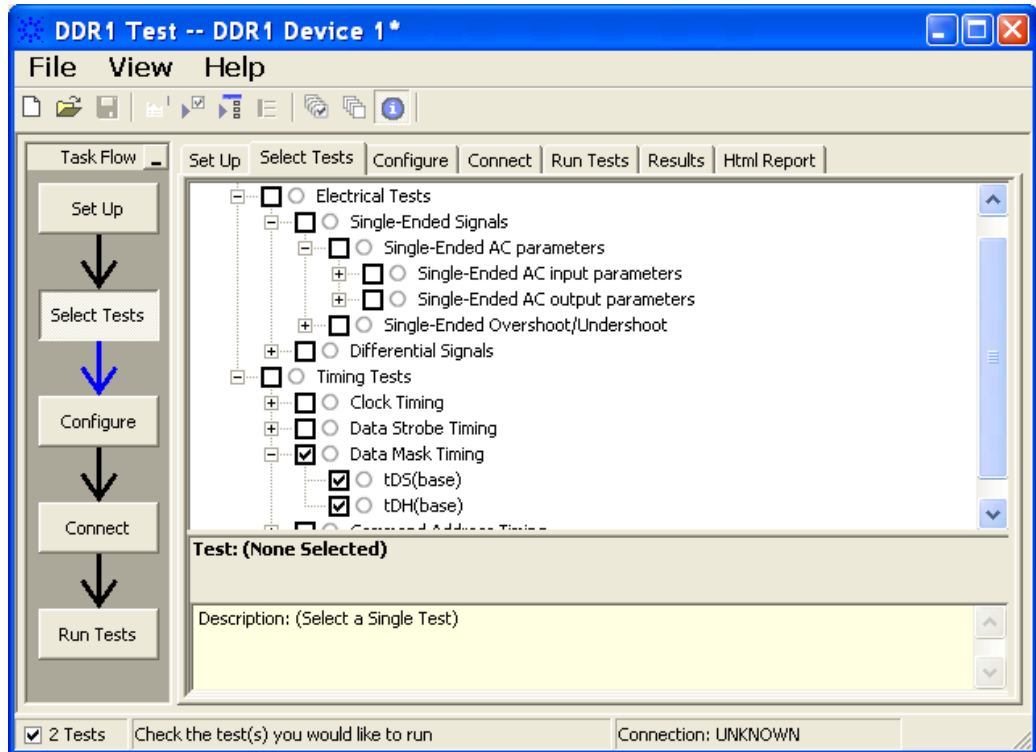 DDR1 Test -- DDR1 Device 1*
File View Help
Task Flow
Set Up Select Tests Configure Connect Run Tests Results Html Report
Set Up
Select Tests
Configure
Connect
Run Tests
Electrical Tests
Single-Ended Signals
Single-Ended AC parameters
Single-Ended AC input parameters
Single-Ended AC output parameters
Single-Ended Overshoot/Undershoot
Differential Signals
Timing Tests
Clock Timing
Data Strobe Timing
Data Mask Timing
tDS(base)
tDH(base)
Command Address Timing
Test: (None Selected)
Description: (Select a Single Test)
2 Tests Check the test(s) you would like to run Connection: UNKNOWN